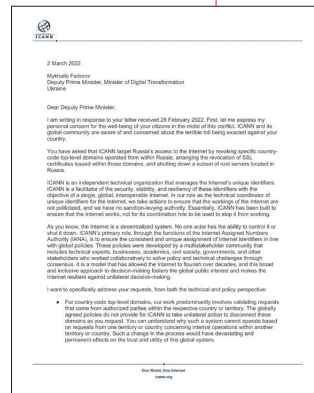 ICANN
2 March 2022
Mykhailo Fedorov
Deputy Prime Minister, Minister of Digital Transformation
Ukraine
Dear Deputy Prime Minister,
I am writing in response to your letter received 28 February 2022. First, let me express my
personal concern for the well-being of your citizens in the midst of this conflict. ICANN and its
global community are aware of and concerned about the terrible toll being exacted against your
country.
You have asked that ICANN target Russia's access to the Internet by revoking specific country-
code top-level domains operated from within Russia, arranging the revocation of SSL
certificates issued within those domains, and shutting down a subset of root servers located in
Russia.
ICANN is an independent technical organization that manages the Internet's unique identifiers.
ICANN is a facilitator of the security, stability, and resiliency of these identifiers with the
objective of a single, global, interoperable Internet. In our role as the technical coordinator of
unique identifiers for the Internet, we take actions to ensure that the workings of the Internet are
not politicized, and we have no sanction-levying authority. Essentially, ICANN has been built to
ensure that the Internet works, not for its coordination role to be used to stop it from working.
As you know, the Internet is a decentralized system. No one actor has the ability to control it or
shut it down. ICANN's primary role, through the functions of the Internet Assigned Numbers
Authority (IANA), is to ensure the consistent and unique assignment of Internet identifiers in line
with global policies. These policies were developed by a multistakeholder community that
includes technical experts, businesses, academics, civil society, governments, and other
stakeholders who worked collaboratively to solve policy and technical challenges through
consensus. It is a model that has allowed the Internet to flourish over decades, and this broad
and inclusive approach to decision-making fosters the global public interest and makes the
Internet resilient against unilateral decision-making.
I want to specifically address your requests, from both the technical and policy perspective:
● For country-code top-level domains, our work predominantly involves validating requests
that come from authorized parties within the respective country or territory. The globally
agreed policies do not provide for ICANN to take unilateral action to disconnect these
domains as you request. You can understand why such a system cannot operate based
on requests from one territory or country concerning internal operations within another
territory or country. Such a change in the process would have devastating and
permanent effects on the trust and utility of this global system.
One World, One Internet
icann.org